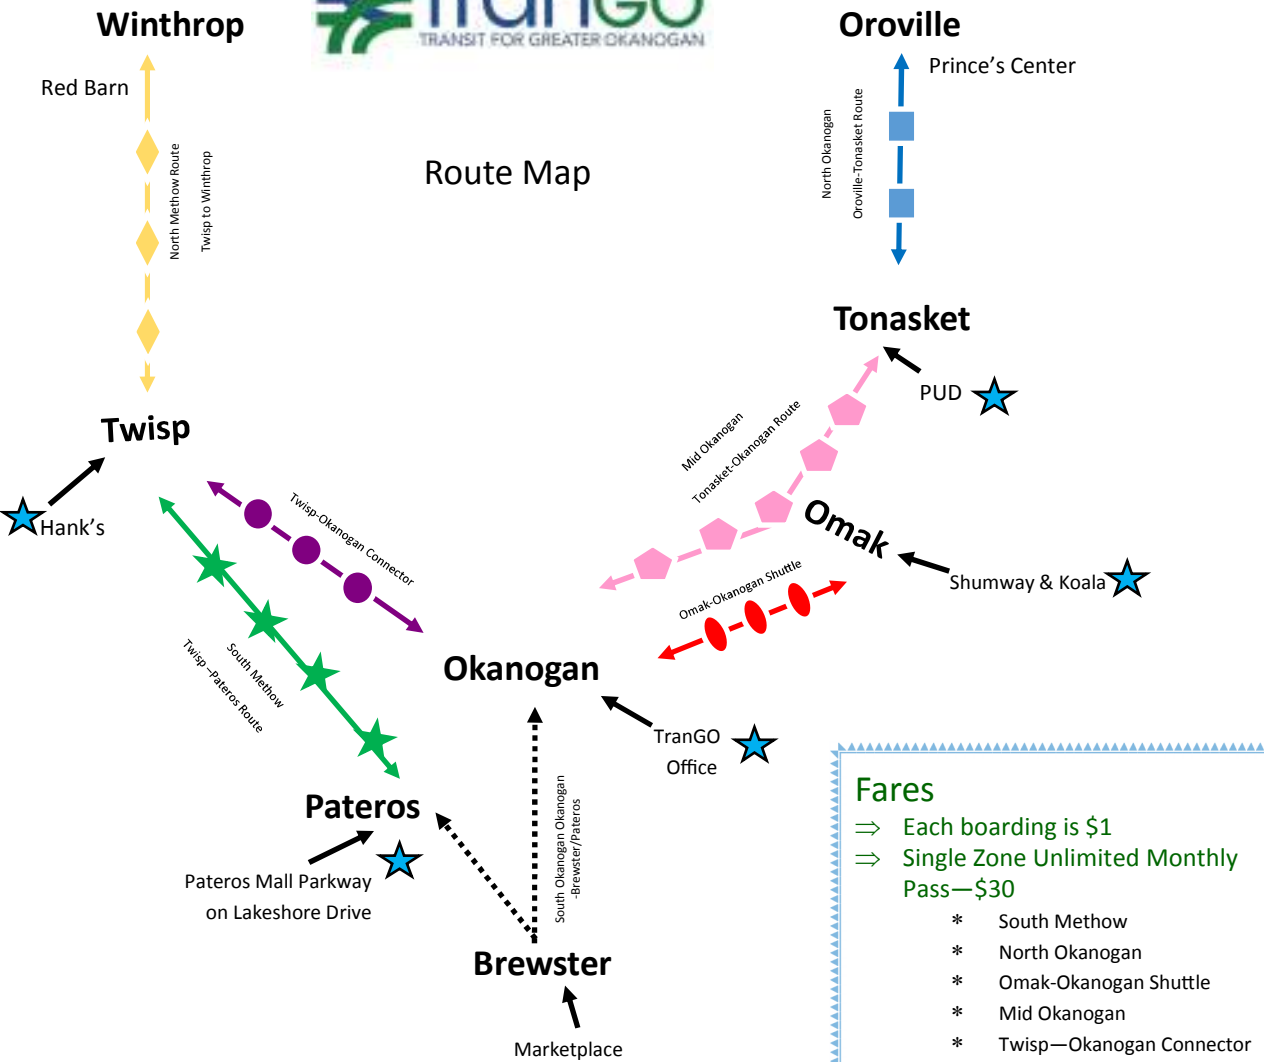 Winthrop
TranGO
TRANSIT FOR GREATER OKANOGAN
Oroville
Red Barn
Prince's Center
North Methow Route
Twisp to Winthrop
Route Map
North Okanogan
Oroville-Tonasket Route
Tonasket
PUD
Twisp
Hank's
Mid Okanogan
Tonasket-Okanogan Route
Omak
Shumway & Koala
Twisp-Okanogan Connector
Omak-Okanogan Shuttle
South Methow
Twisp –Pateros Route
Okanogan
TranGO
Office
Pateros
Pateros Mall Parkway
on Lakeshore Drive
South Okanogan Okanogan
-Brewster/Pateros
Brewster
Marketplace
Fares
⇒ Each boarding is $1
⇒ Single Zone Unlimited Monthly
Pass—$30
* South Methow
* North Okanogan
* Omak-Okanogan Shuttle
* Mid Okanogan
* Twisp—Okanogan Connector